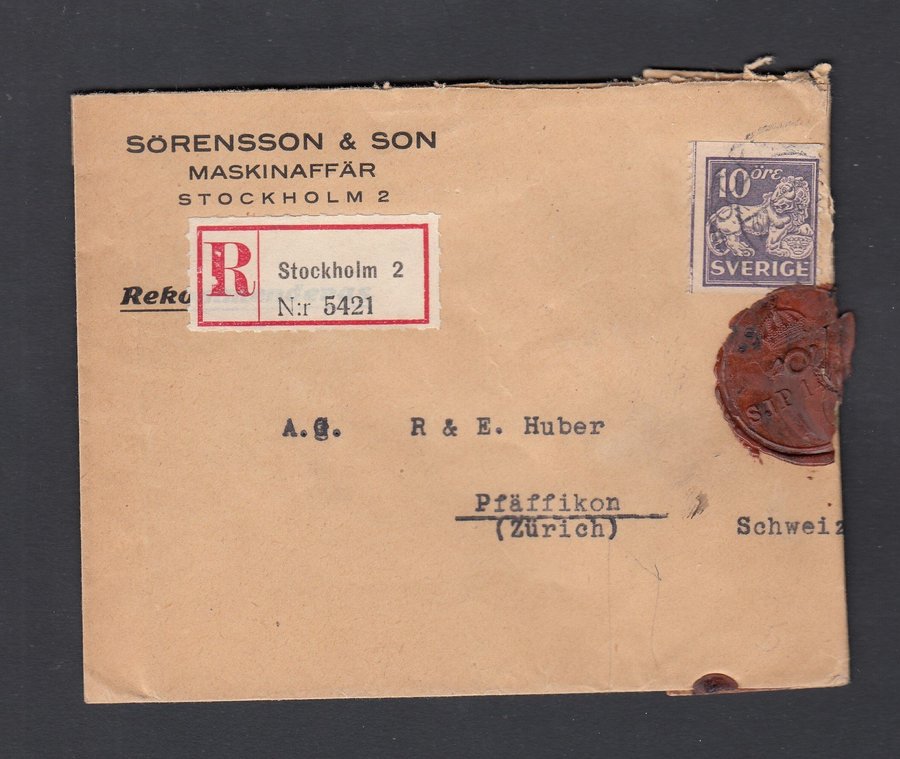 SÖRENSSON & SON
MASKINAFFÄR
STOCKHOLM 2
10 ÖRE
SVERIGE
R
Stockholm 2
N:r 5421
A.G. R & E. Huber
Pfäffikon
(Zürich)
Schweiz